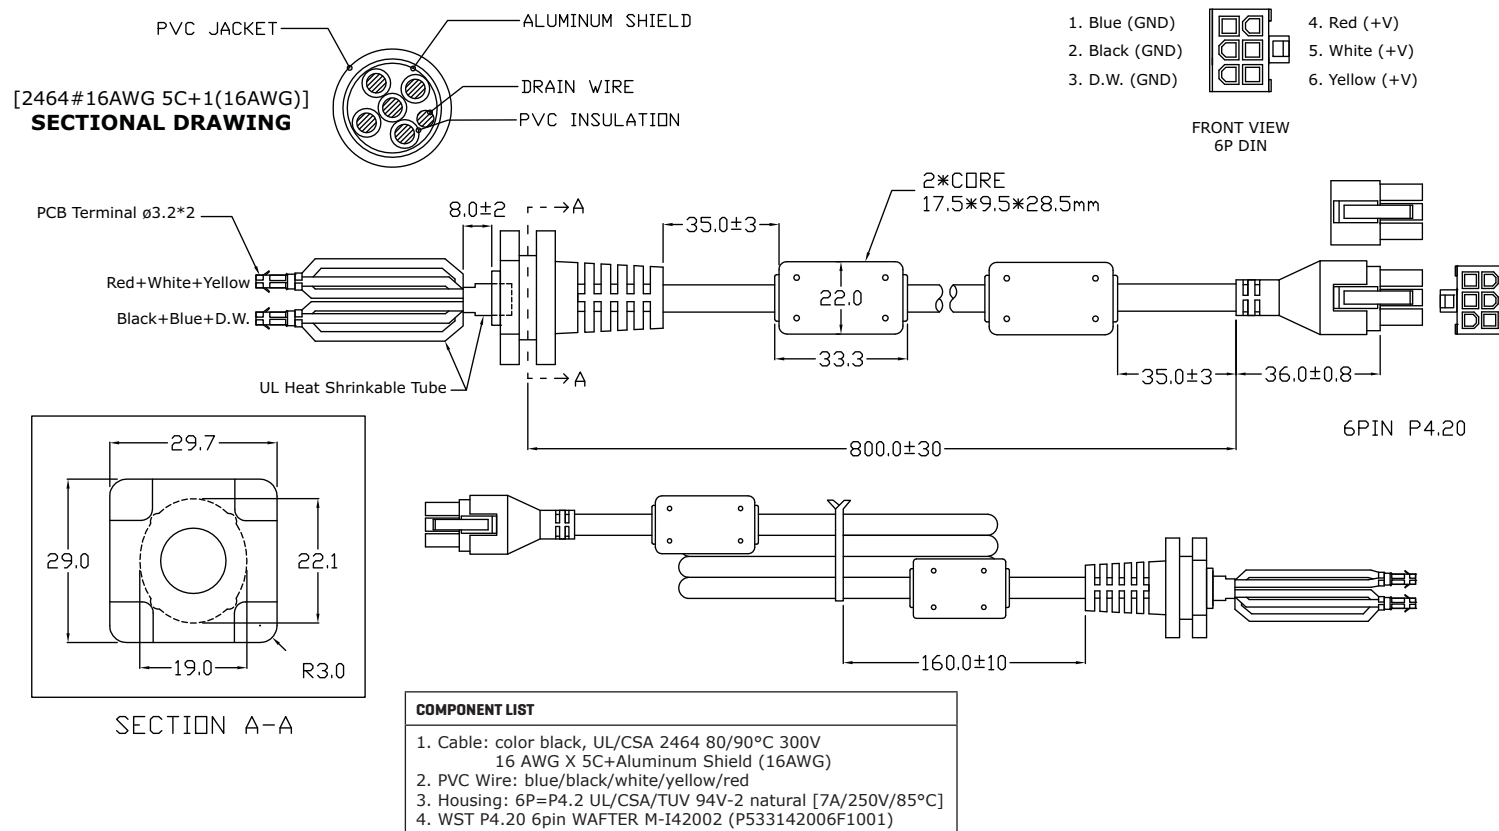 PVC JACKET
ALUMINUM SHIELD
DRAIN WIRE
PVC INSULATION
[2464#16AWG 5C+1(16AWG)]
SECTIONAL DRAWING
1. Blue (GND)
2. Black (GND)
3. D.W. (GND)
4. Red (+V)
5. White (+V)
6. Yellow (+V)
FRONT VIEW
6P DIN
PCB Terminal ø3.2*2
8.0±2
A
35.0±3
2*CORE
17.5*9.5*28.5mm
Red+White+Yellow
Black+Blue+D.W.
22.0
33.3
UL Heat Shrinkable Tube
A
35.0±3
36.0±0.8
800.0±30
6PIN P4.20
29.7
29.0
22.1
19.0
R3.0
SECTION A-A
160.0±10
COMPONENT LIST
1. Cable: color black, UL/CSA 2464 80/90°C 300V
16 AWG X 5C+Aluminum Shield (16AWG)
2. PVC Wire: blue/black/white/yellow/red
3. Housing: 6P=P4.2 UL/CSA/TUV 94V-2 natural [7A/250V/85°C]
4. WST P4.20 6pin WAFTER M-I42002 (P533142006F1001)